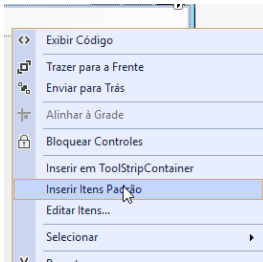 Exibir Código
Trazer para a Frente
Enviar para Trás
Alinhar à Grade
Bloquear Controles
Inserir em ToolStripContainer
Inserir Itens Padrão
Editar Itens...
Selecionar